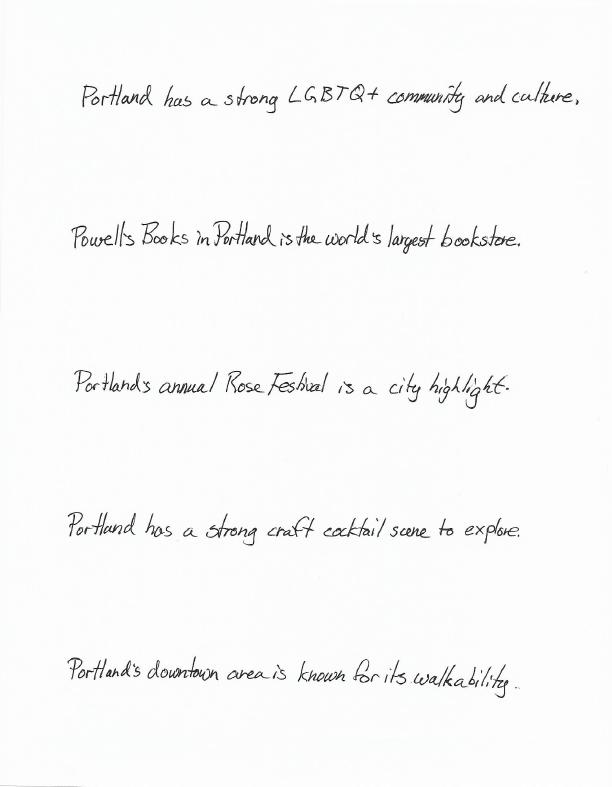 Portland has a strong LGBTQ+ community and culture.
Powell's Books in Portland is the world's largest bookstore.
Portland's annual Rose Festival is a city highlight.
Portland has a strong craft cocktail scene to explore.
Portland's downtown area is known for its walkability.